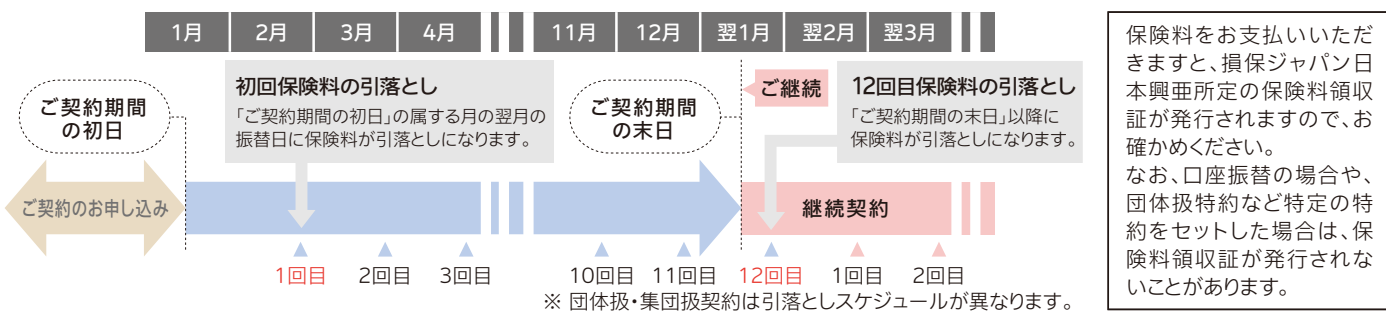 1月 2月 3月 4月 11月 12月 翌1月 翌2月 翌3月
ご契約期間
の初日
初回保険料の引落とし
「ご契約期間の初日」の属する月の翌月の
振替日に保険料が引落としになります。
ご契約期間
の末日
ご継続
12回目保険料の引落とし
「ご契約期間の末日」以降に
保険料が引落としになります。
ご契約のお申し込み
継続契約
1回目 2回目 3回目 10回目 11回目 12回目 1回目 2回目
※ 団体扱・集団扱契約は引落としスケジュールが異なります。
保険料をお支払いいただ
きますと、損保ジャパン日
本興亜所定の保険料領収
証が発行されますので、お
確かめください。
なお、口座振替の場合や、
団体扱特約など特定の特
約をセットした場合は、保
険料領収証が発行されな
いことがあります。